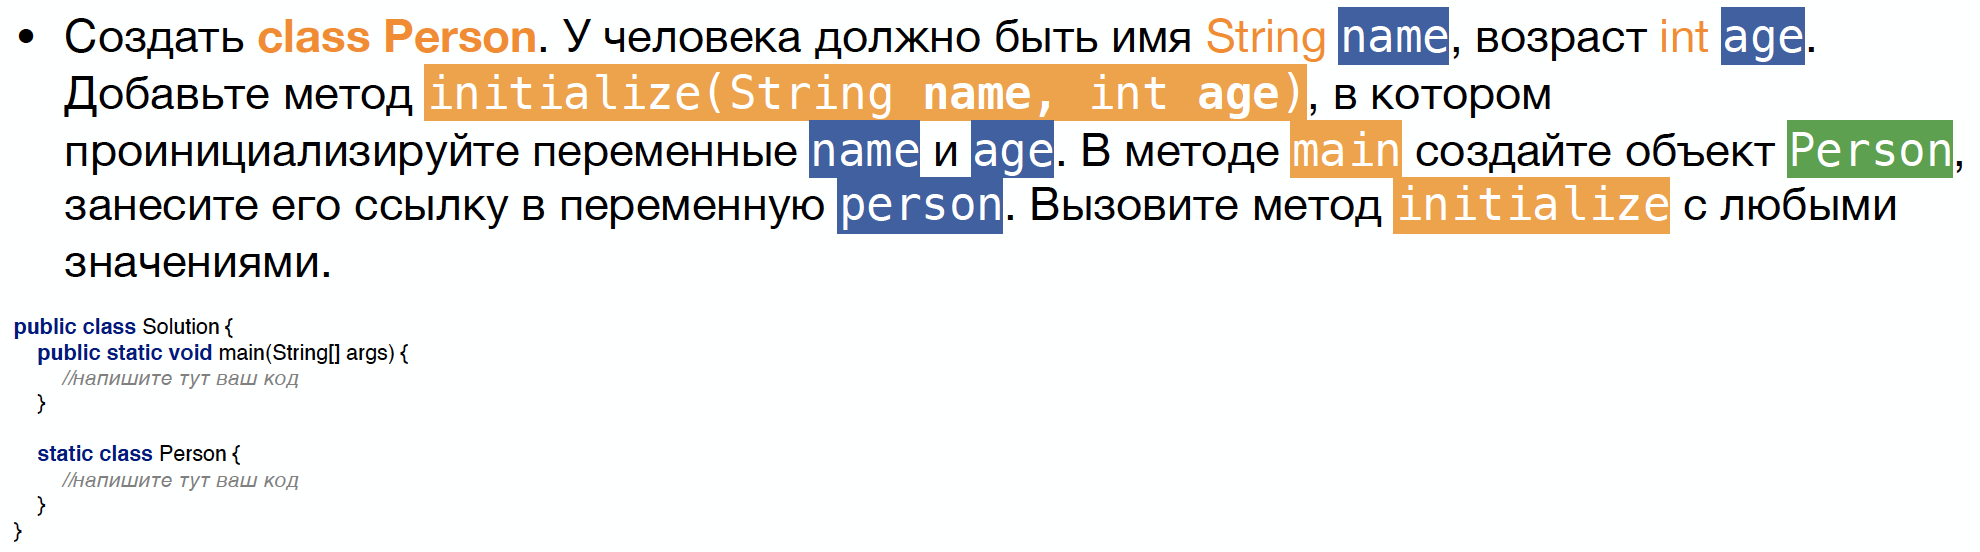 • Создать class Person. У человека должно быть имя String name, возраст int age.
Добавьте метод initialize(String name, int age), в котором
проинициализируйте переменные name и age. В методе main создайте объект Person,
занесите его ссылку в переменную person. Вызовите метод initialize с любыми
значениями.
public class Solution {
public static void main(String[] args) {
//напишите тут ваш код
}
static class Person {
//напишите тут ваш код
}
}